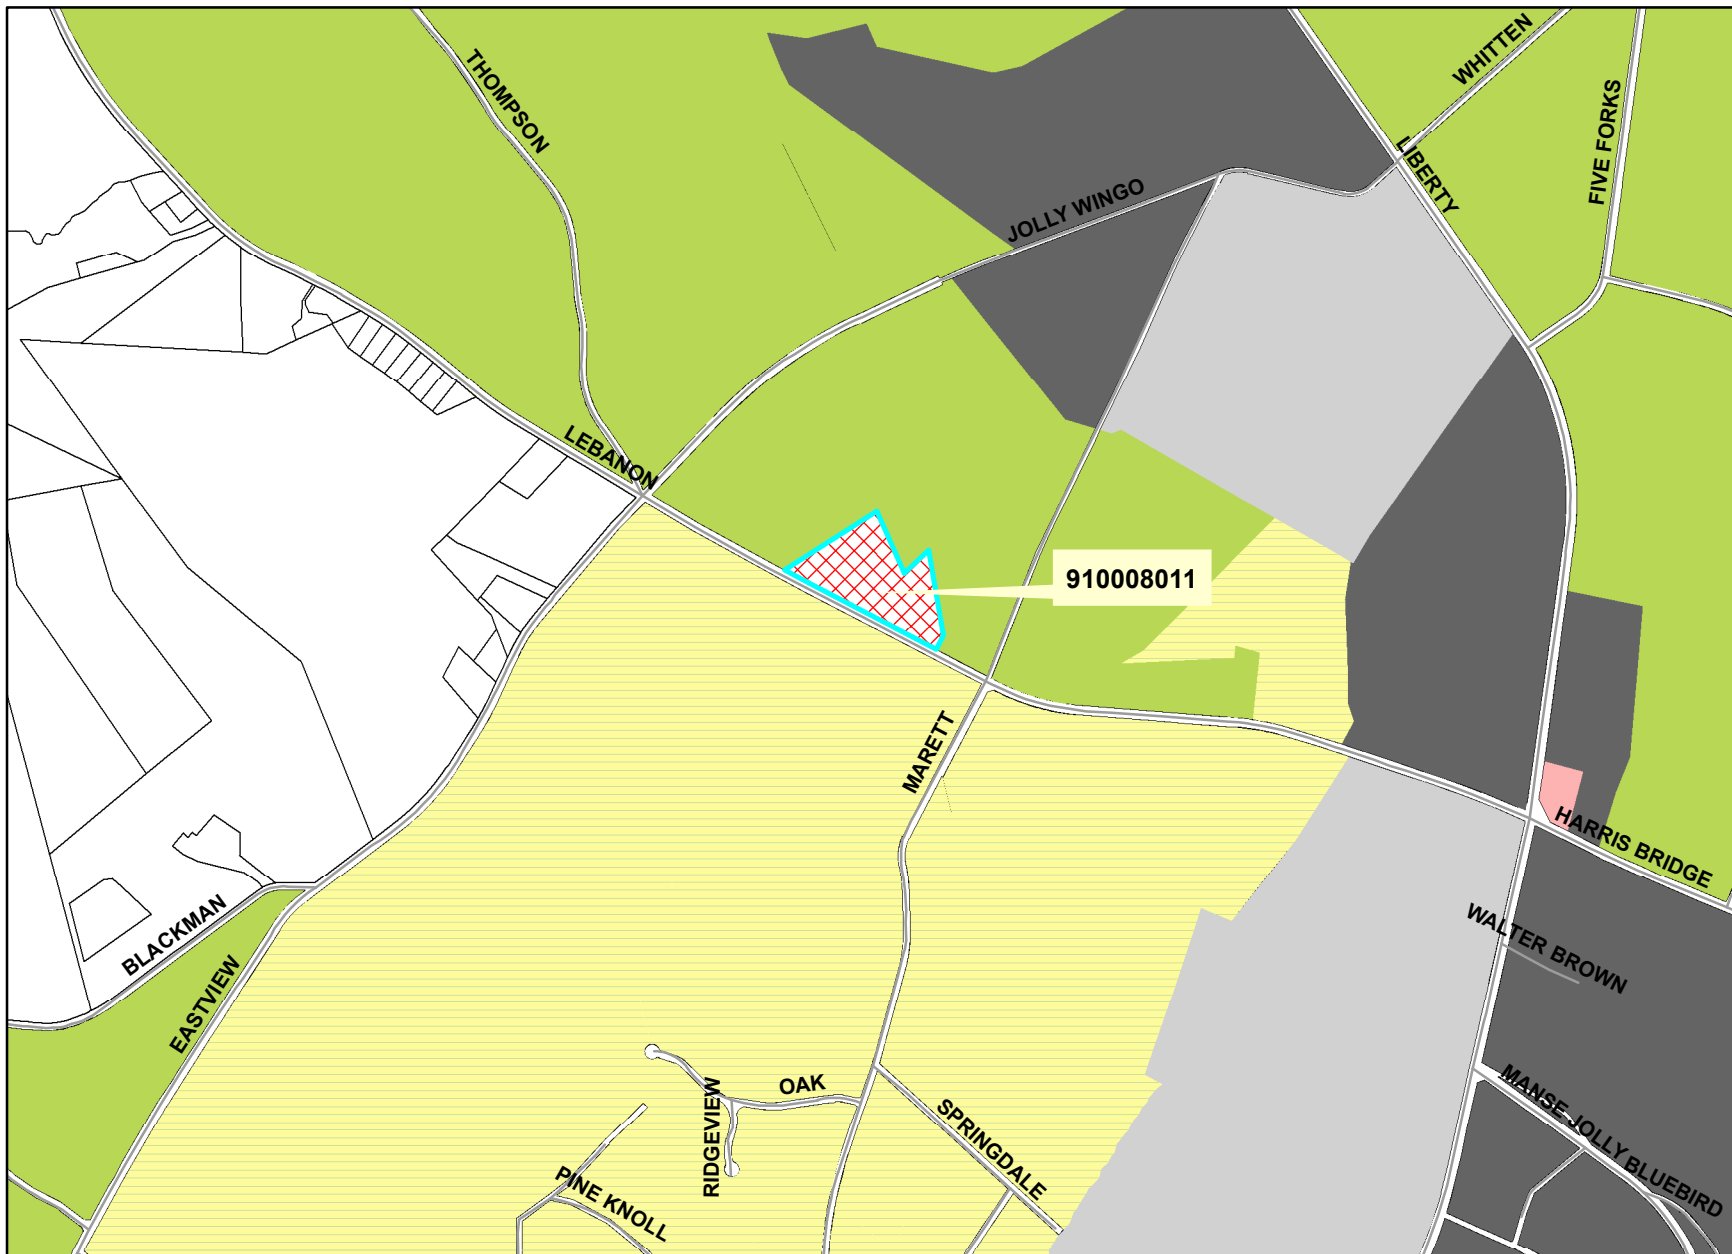 WHITTEN
THOMPSON
FIVE FORKS
LIBERTY
JOLLY WINGO
LEBANON
910008011
MARETT
HARRIS BRIDGE
BLACKMAN
WALTER BROWN
EASTVIEW
OAK
RIDGEVIEW
SPRINGDALE
MANSE JOLLY
BLUEBIRD
PINE KNOLL